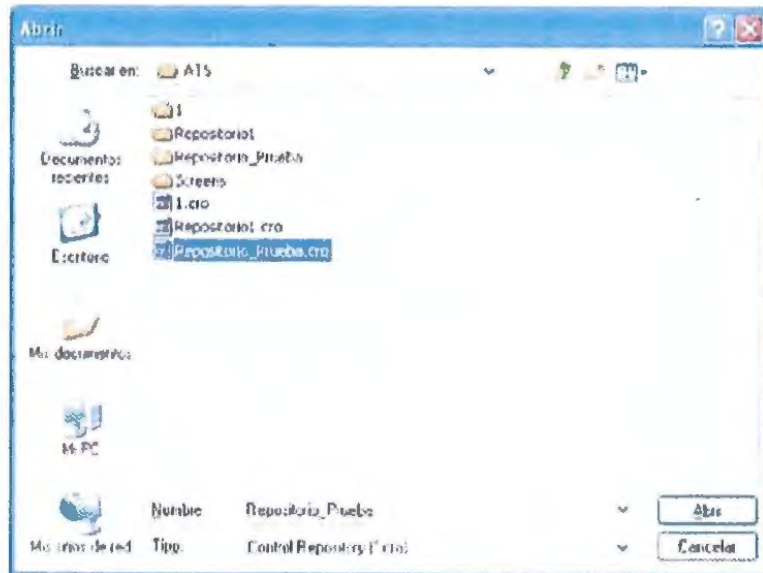 Abrir
Buscar en: ATS
1
Repositorio1
Repositorio_Prueba
Screens
1.cro
Repositorio1.cro
Repositorio_Prueba.cro
Documentos
recientes
Escritorio
Mis documentos
Mi PC
Mis sitios de red
Nombre Repositorio_Prueba Abrir
Tipo: Control Repository (*.cro) Cancelar